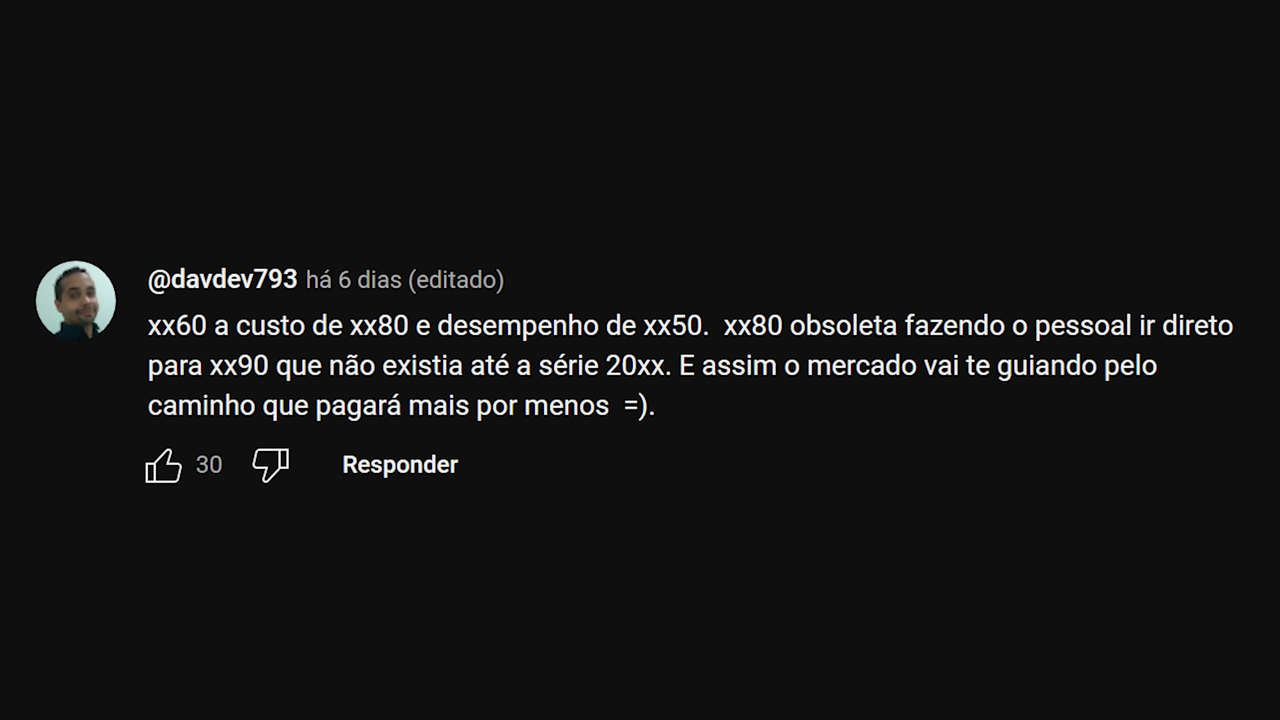 @davdev793 há 6 dias (editado)
xx60 a custo de xx80 e desempenho de xx50.  xx80 obsoleta fazendo o pessoal ir direto
para xx90 que não existia até a série 20xx. E assim o mercado vai te guiando pelo
caminho que pagará mais por menos  =).
30 Responder